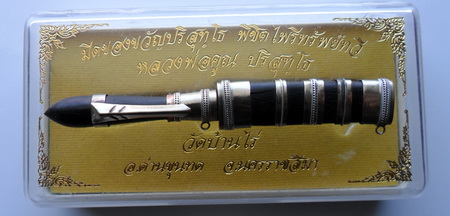 มีดของขวัญปริสุทโธ พิชิตไพรีทรัพย์ทวี
หลวงพ่อคูณ ปริสุทโธ
วัดบ้านไร่
อ.ด่านขุนทด จ.นครราชสีมา